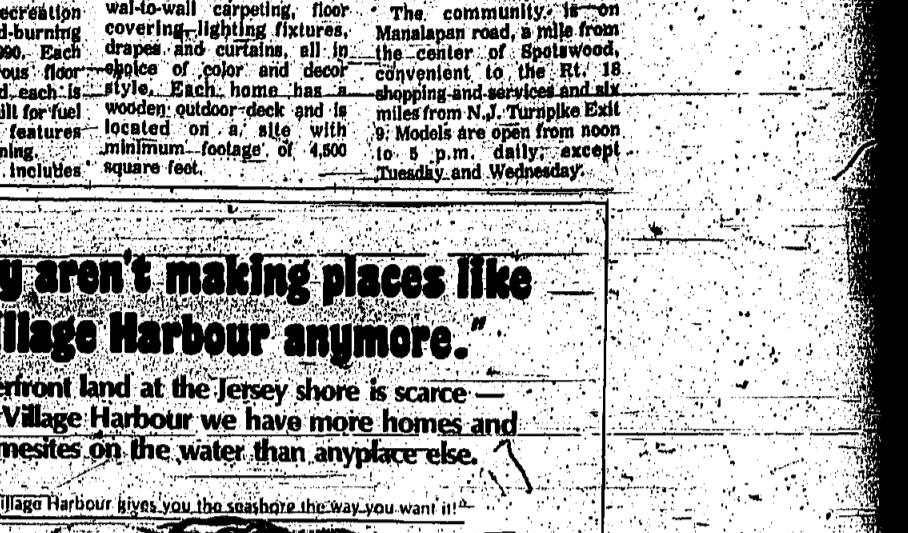 ecreation
d-burning
990. Each
ous floor
d each is
ill for fuel
features
ning.
includes
wal-to-wall carpeting, floor
covering, lighting fixtures,
drapes and curtains, all in
choice of color and decor
style. Each home has a
wooden outdoor deck and is
located on a site with
minimum footage of 4,500
square feet.
The community is on
Manalapan road, a mile from
the center of Spotswood,
convenient to the Rt. 18
shopping and services and six
miles from N.J. Turnpike Exit
9. Models are open from noon
to 5 p.m. daily, except
Tuesday and Wednesday.
y aren't making places like
illage Harbour anymore."
erfront land at the Jersey shore is scarce —
Village Harbour we have more homes and
mesites on the water than anyplace else.
illage Harbour gives you the seashore the way you want it!"